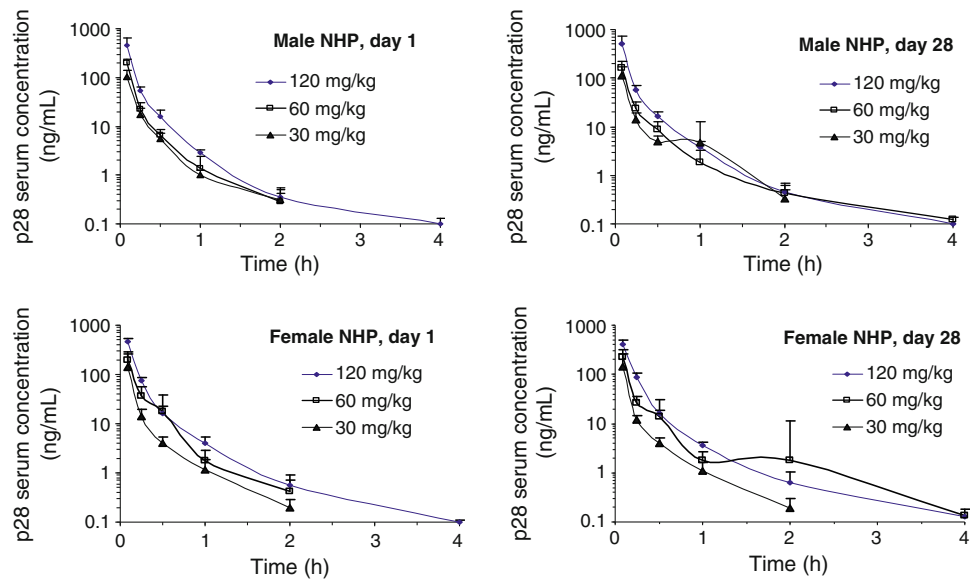 Male NHP, day 1
120 mg/kg
60 mg/kg
30 mg/kg
p28 serum concentration
(ng/mL)
1000
100
10
1
0.1
0 1 2 3 4
Time (h)
Male NHP, day 28
120 mg/kg
60 mg/kg
30 mg/kg
p28 serum concentration
(ng/mL)
1000
100
10
1
0.1
0 1 2 3 4
Time (h)
Female NHP, day 1
120 mg/kg
60 mg/kg
30 mg/kg
p28 serum concentration
(ng/mL)
1000
100
10
1
0.1
0 1 2 3 4
Time (h)
Female NHP, day 28
120 mg/kg
60 mg/kg
30 mg/kg
p28 serum concentration
(ng/mL)
1000
100
10
1
0.1
0 1 2 3 4
Time (h)